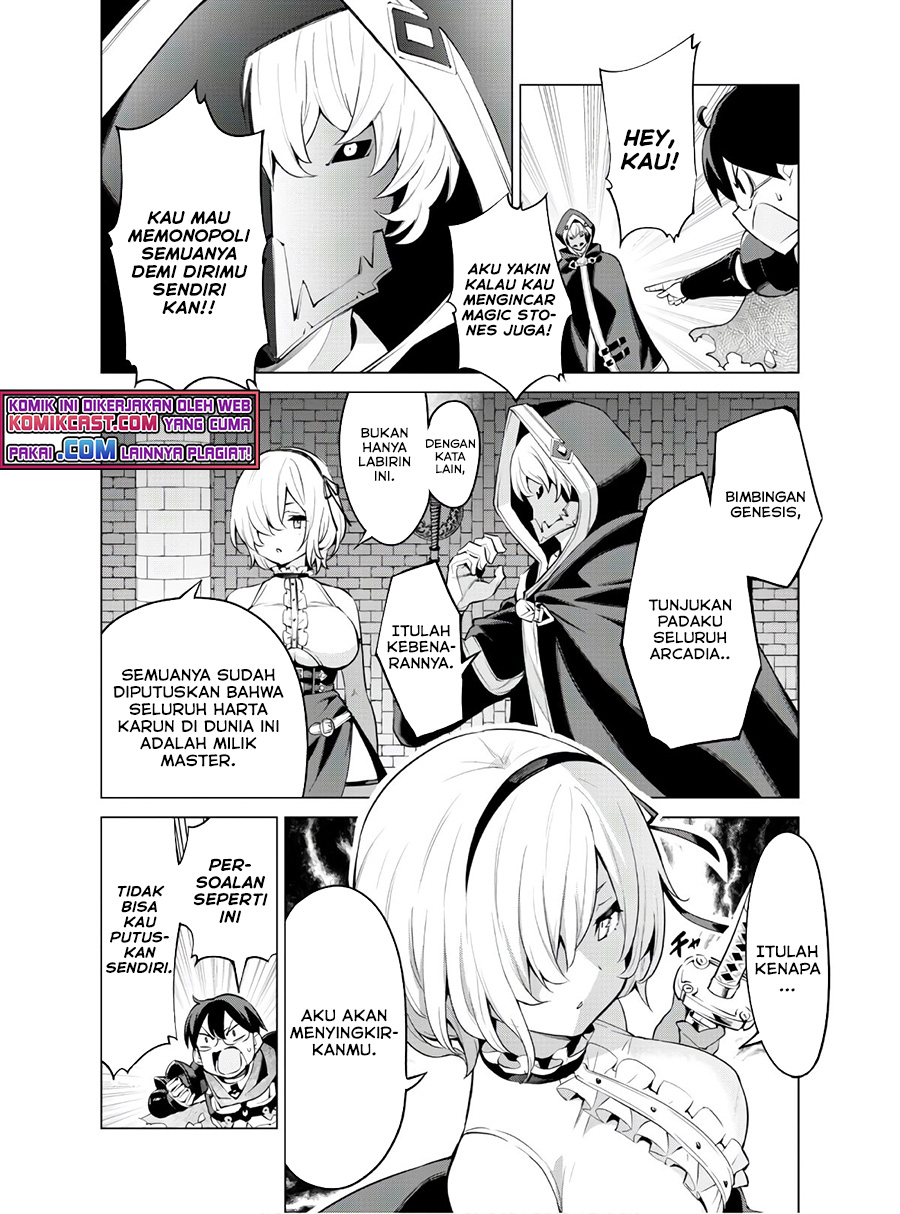 HEY,
KAU!
AKU YAKIN
KALAU KAU
MENGINCAR
MAGIC STO-
NES JUGA!
KAU MAU
MEMONOPOLI
SEMUANYA
DEMI DIRIMU
SENDIRI
KAN!!
KOMIK INI DIKERJAKAN OLEH WEB
KOMIKCAST.COM YANG CUMA
PAKAI .COM LAINNYA PLAGIAT!
BIMBINGAN
GENESIS,
TUNJUKAN
PADAKU
SELURUH
ARCADIA..
DENGAN
KATA
LAIN,
BUKAN
HANYA
LABIRIN
INI.
ITULAH
KEBENA-
RANNYA.
SEMUANYA SUDAH
DIPUTUSKAN BAHWA
SELURUH HARTA
KARUN DI DUNIA INI
ADALAH MILIK
MASTER.
ITULAH
KENAPA
...
チャ
AKU AKAN
MENYINGKIR-
KANMU.
PER-
SOALAN
SEPERTI
INI
TIDAK
BISA
KAU
PUTUS-
KAN
SENDIRI.